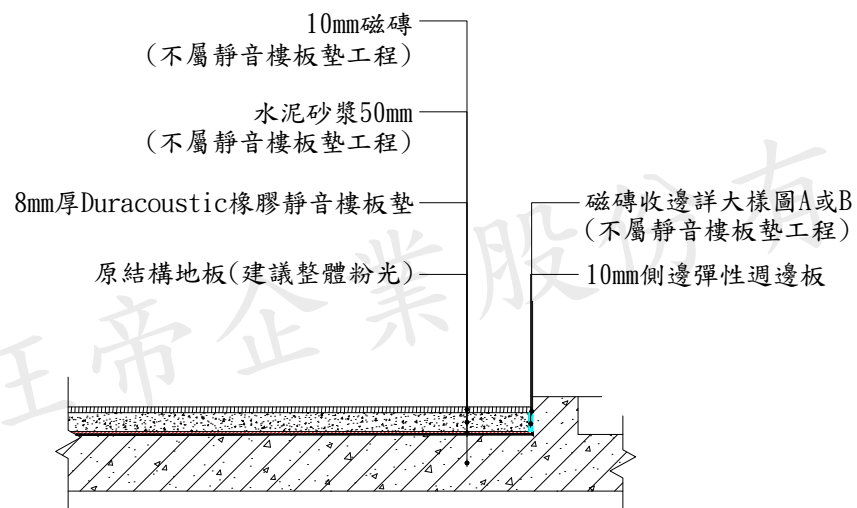 10mm磁磚
(不屬靜音樓板墊工程)
水泥砂漿50mm
(不屬靜音樓板墊工程)
8mm厚Duracoustic橡膠靜音樓板墊
原結構地板(建議整體粉光)
磁磚收邊詳大樣圖A或B
(不屬靜音樓板墊工程)
10mm側邊彈性週邊板
王帝企業股份有